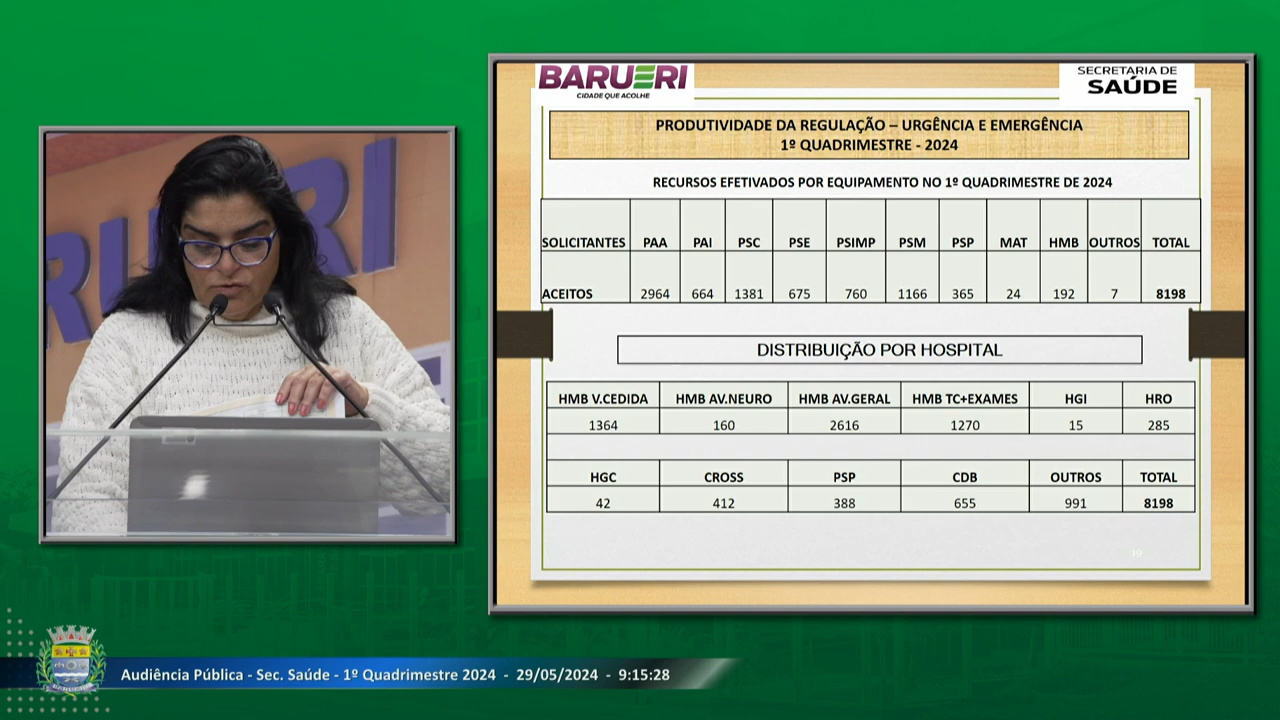 BARUERI
CIDADE QUE ACOLHE
SECRETARIA DE
SAÚDE
PRODUTIVIDADE DA REGULAÇÃO – URGÊNCIA E EMERGÊNCIA
1º QUADRIMESTRE - 2024
RECURSOS EFETIVADOS POR EQUIPAMENTO NO 1º QUADRIMESTRE DE 2024
SOLICITANTES PAA PAI PSC PSE PSIMP PSM PSP MAT HMB OUTROS TOTAL
ACEITOS 2964 664 1381 675 760 1166 365 24 192 7 8198
DISTRIBUIÇÃO POR HOSPITAL
HMB V.CEDIDA HMB AV.NEURO HMB AV.GERAL HMB TC+EXAMES HGI HRO
1364 160 2616 1270 15 285
HGC CROSS PSP CDB OUTROS TOTAL
42 412 388 655 991 8198
19
RUERI
Audiência Pública - Sec. Saúde - 1º Quadrimestre 2024 - 29/05/2024 - 9:15:28